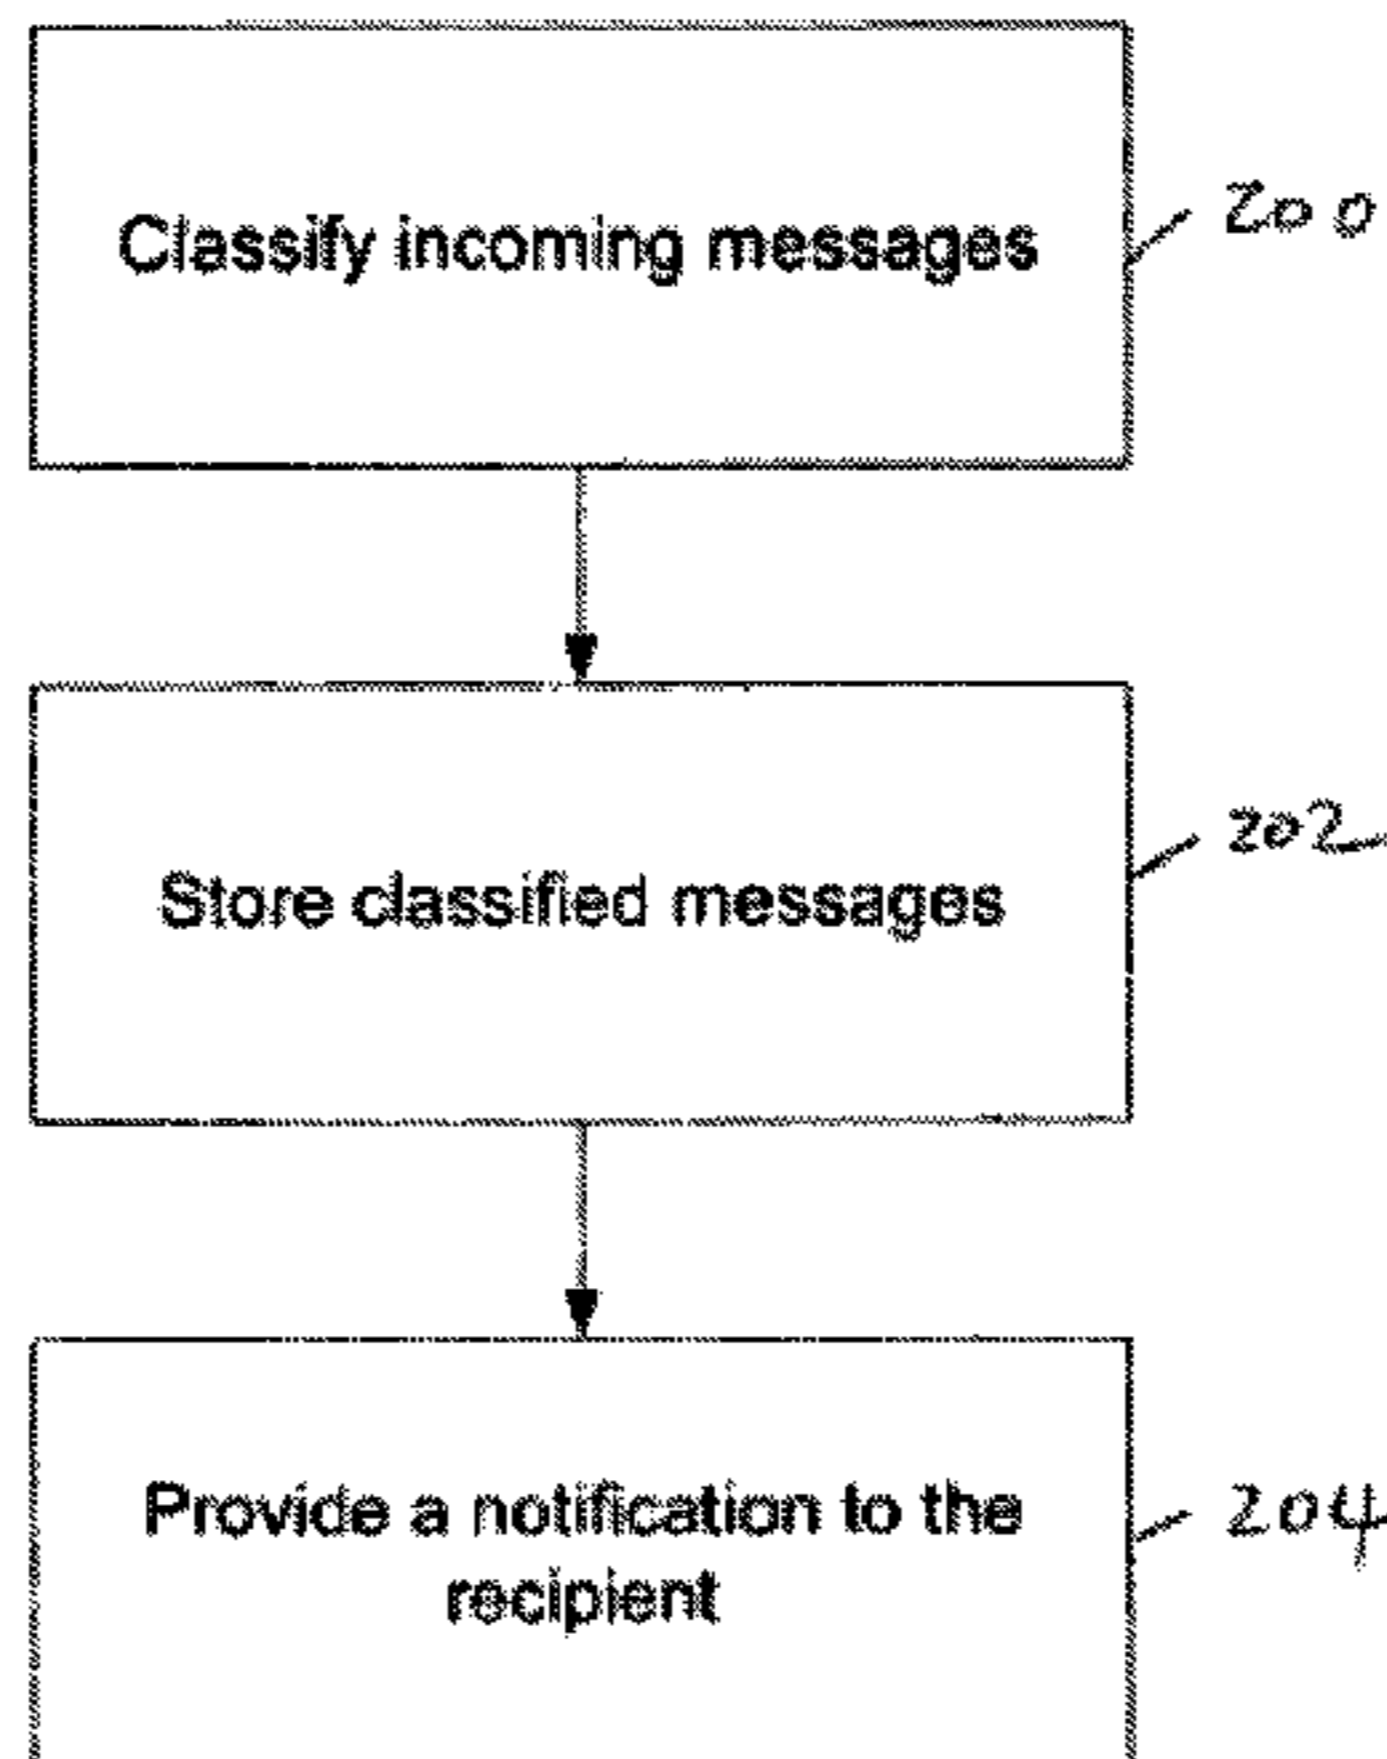 Classify incoming messages
200
Store classified messages
202
Provide a notification to the
recipient
204